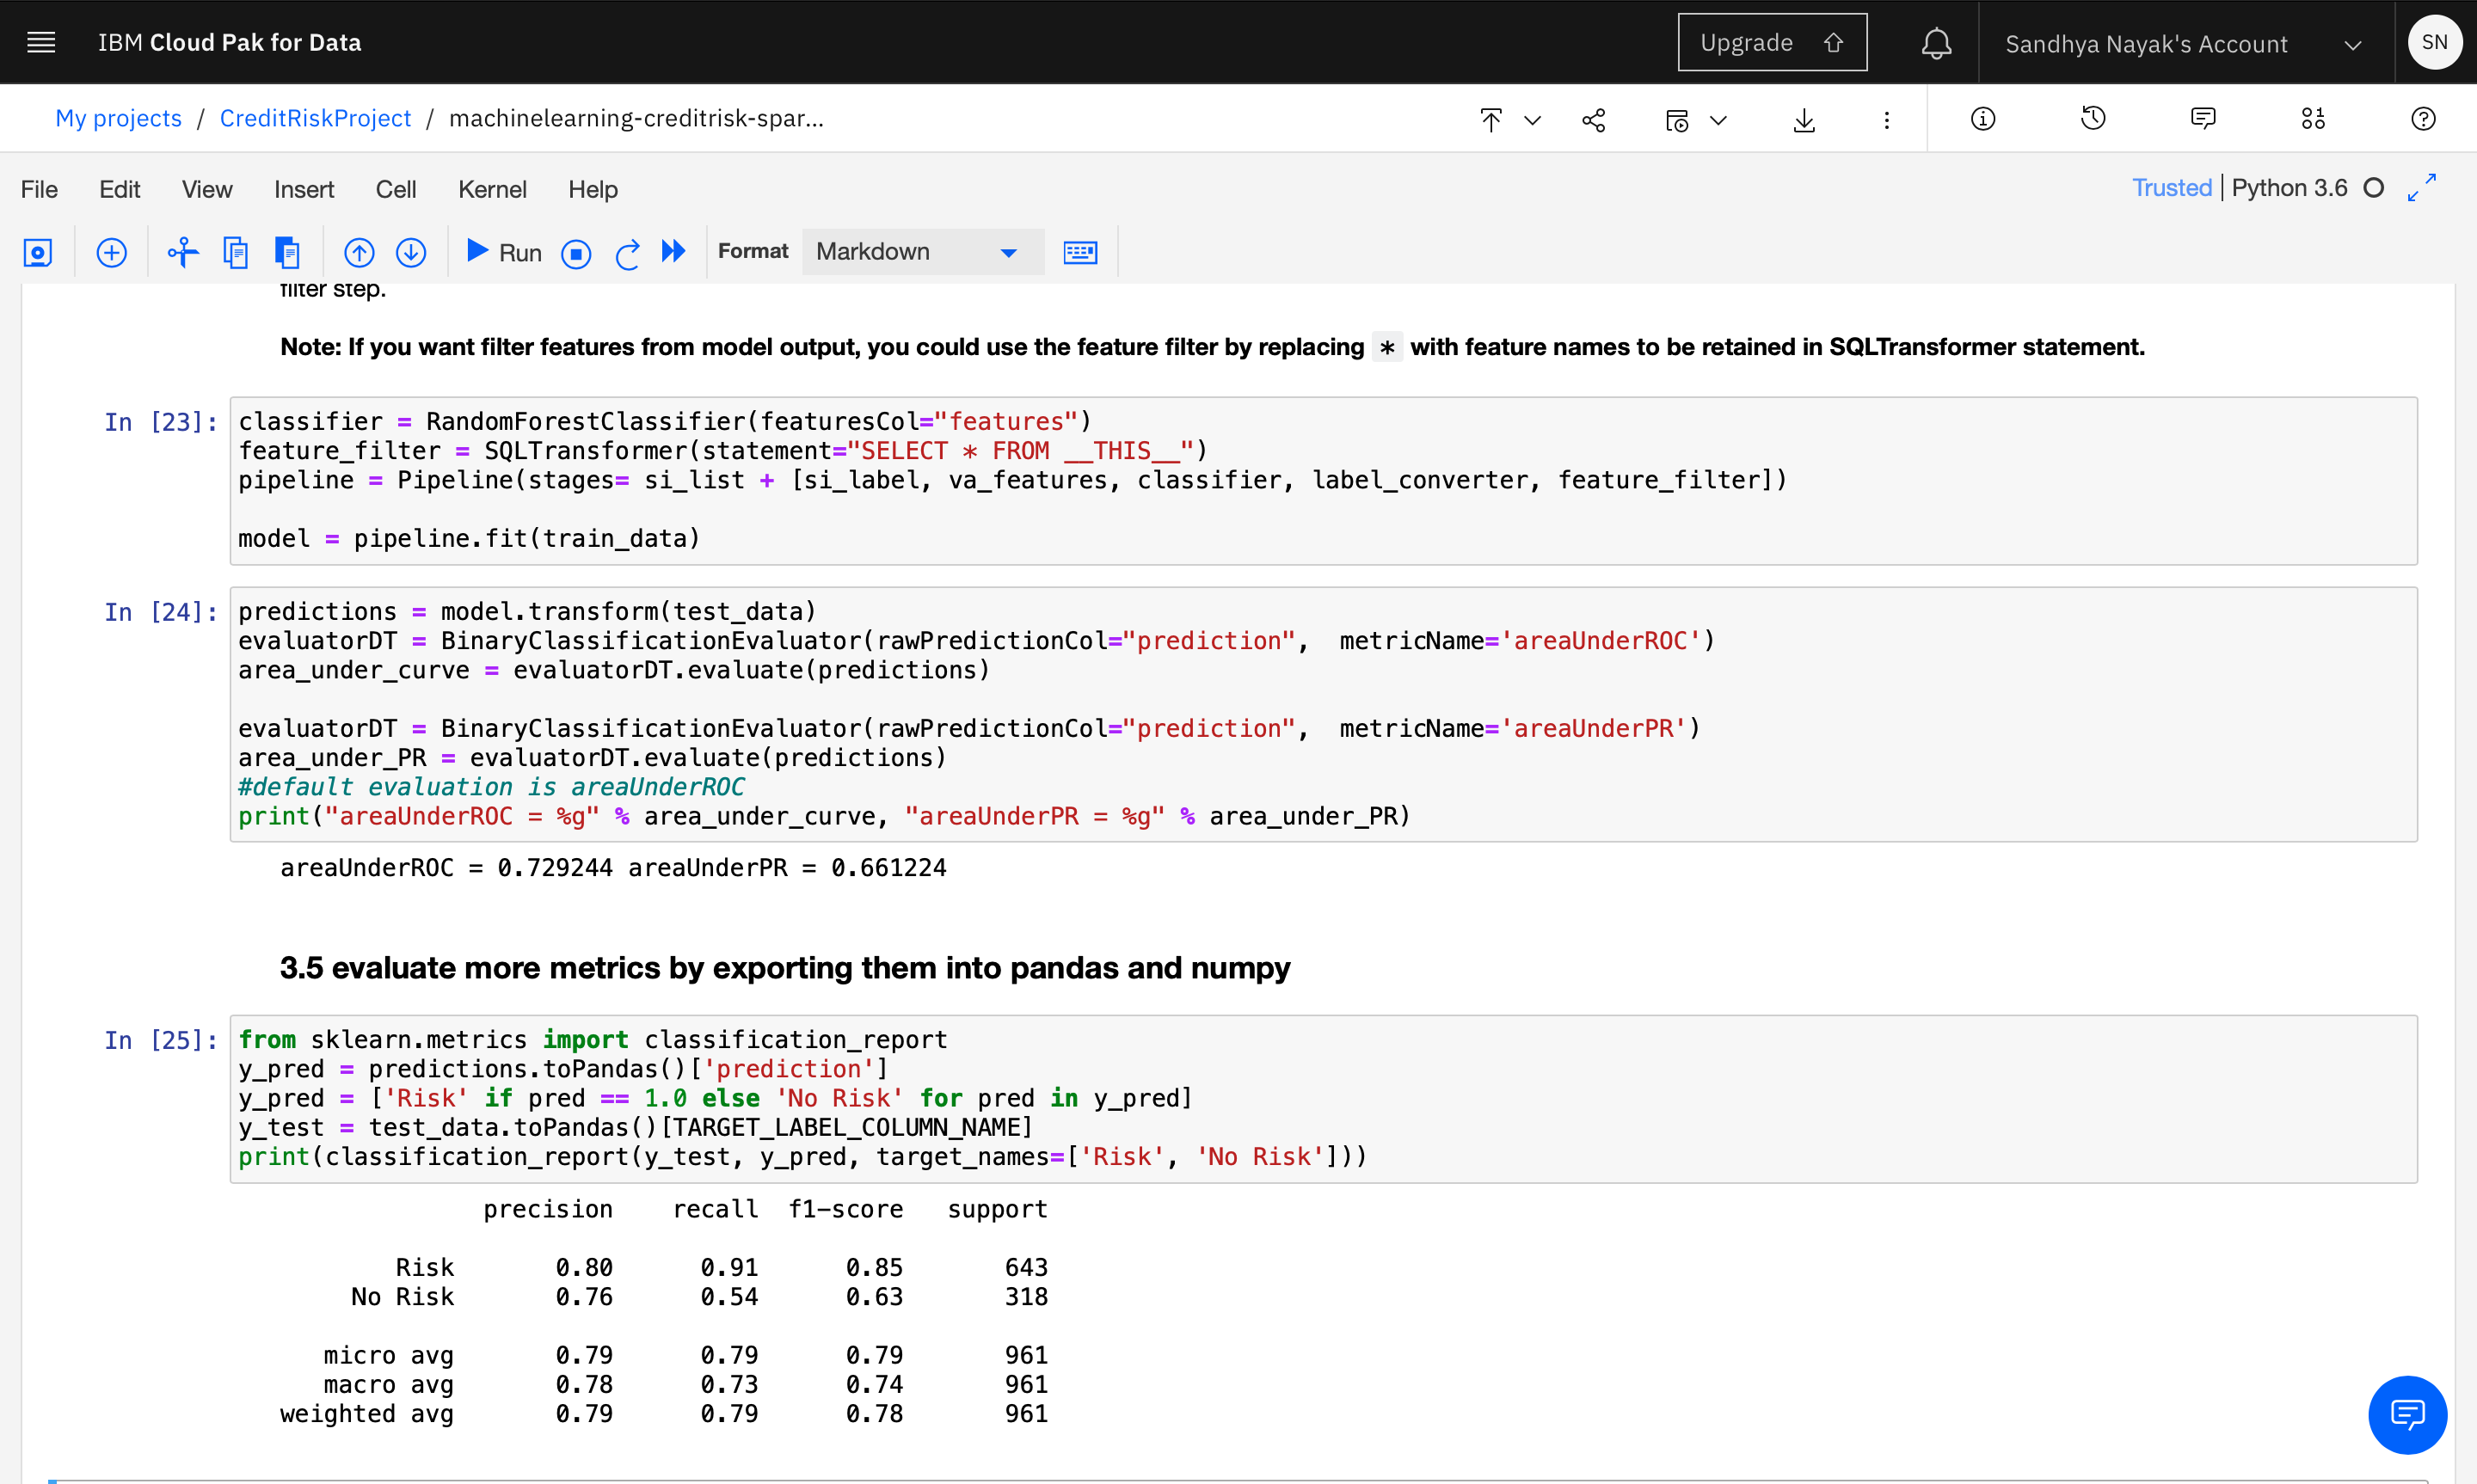 IBM Cloud Pak for Data
Upgrade
Sandhya Nayak's Account
SN
My projects / CreditRiskProject / machinelearning-creditrisk-spar...
File Edit View Insert Cell Kernel Help
Trusted | Python 3.6
Run
Format
Markdown
filter step.
Note: If you want filter features from model output, you could use the feature filter by replacing * with feature names to be retained in SQLTransformer statement.
In [23]:
classifier = RandomForestClassifier(featuresCol="features")
feature_filter = SQLTransformer(statement="SELECT * FROM __THIS__")
pipeline = Pipeline(stages= si_list + [si_label, va_features, classifier, label_converter, feature_filter])
model = pipeline.fit(train_data)
In [24]:
predictions = model.transform(test_data)
evaluatorDT = BinaryClassificationEvaluator(rawPredictionCol="prediction",  metricName='areaUnderROC')
area_under_curve = evaluatorDT.evaluate(predictions)
evaluatorDT = BinaryClassificationEvaluator(rawPredictionCol="prediction",  metricName='areaUnderPR')
area_under_PR = evaluatorDT.evaluate(predictions)
#default evaluation is areaUnderROC
print("areaUnderROC = %g" % area_under_curve, "areaUnderPR = %g" % area_under_PR)
areaUnderROC = 0.729244 areaUnderPR = 0.661224
3.5 evaluate more metrics by exporting them into pandas and numpy
In [25]:
from sklearn.metrics import classification_report
y_pred = predictions.toPandas()['prediction']
y_pred = ['Risk' if pred == 1.0 else 'No Risk' for pred in y_pred]
y_test = test_data.toPandas()[TARGET_LABEL_COLUMN_NAME]
print(classification_report(y_test, y_pred, target_names=['Risk', 'No Risk']))
precision recall f1-score support
Risk 0.80 0.91 0.85 643
No Risk 0.76 0.54 0.63 318
micro avg 0.79 0.79 0.79 961
macro avg 0.78 0.73 0.74 961
weighted avg 0.79 0.79 0.78 961